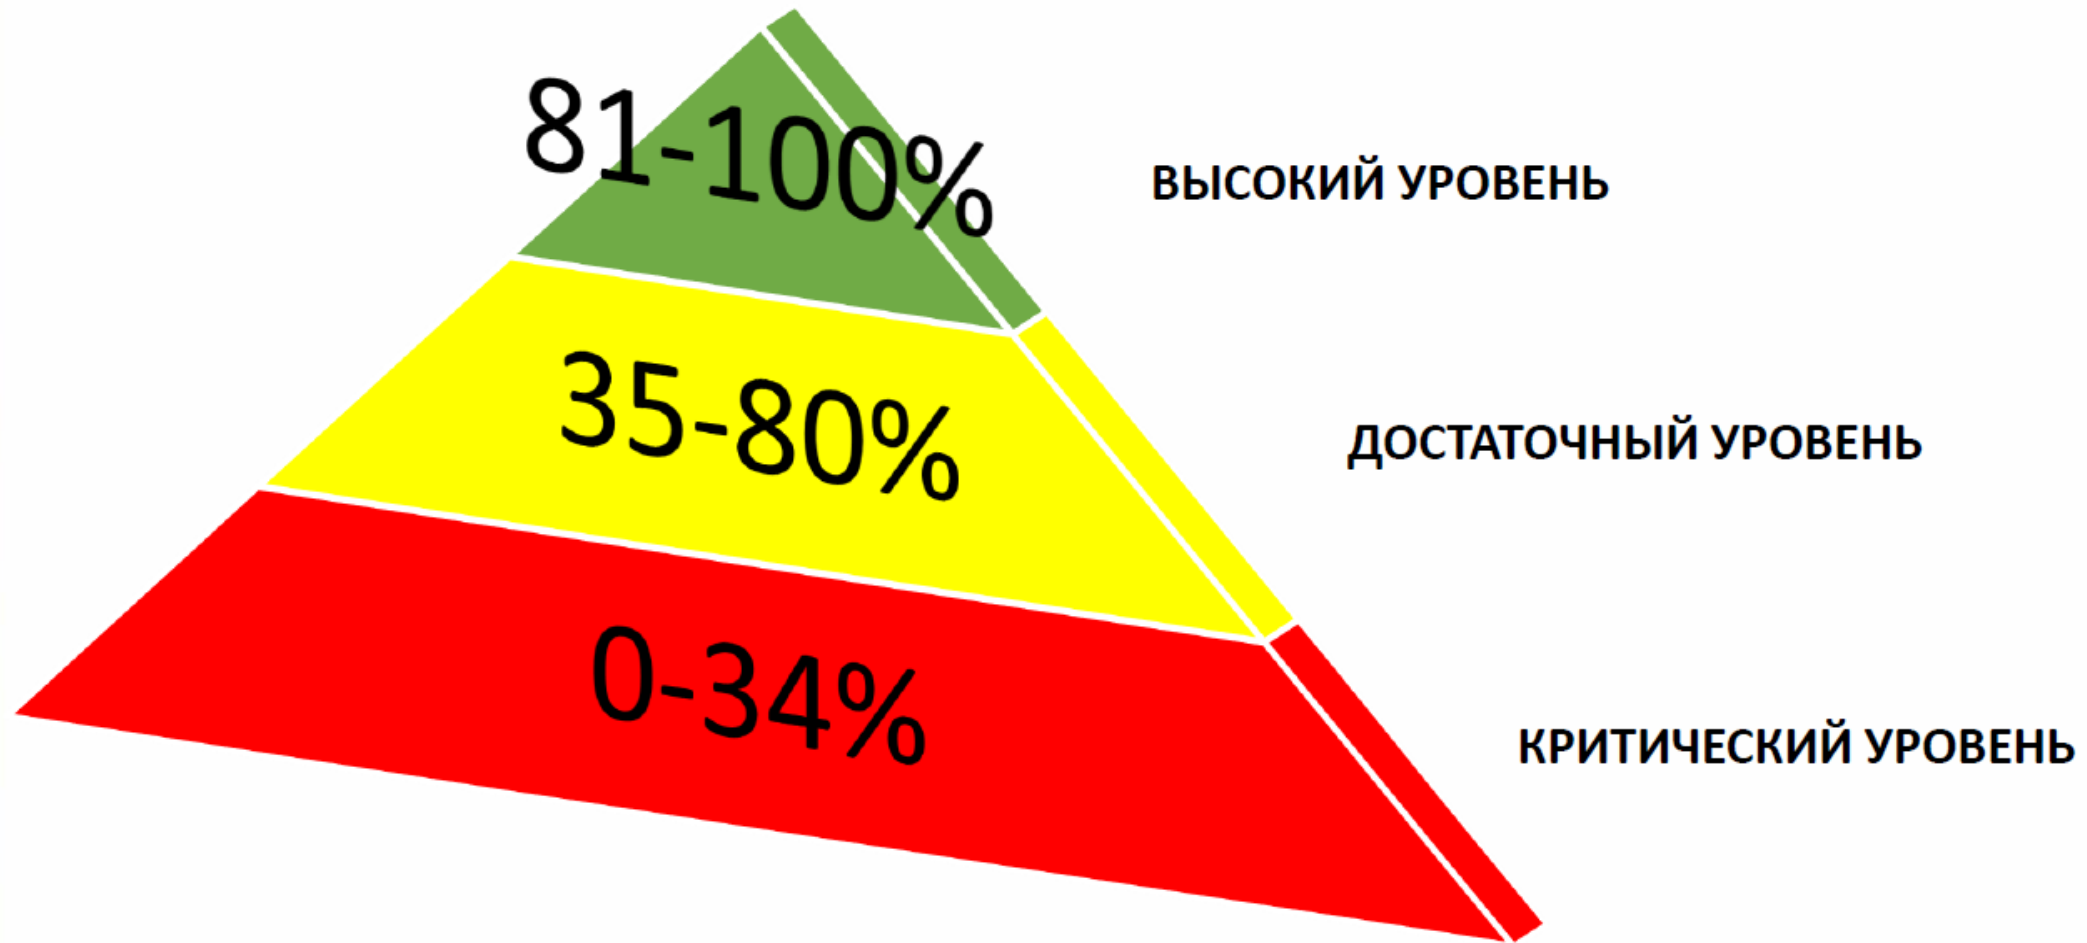 81-100%
ВЫСОКИЙ УРОВЕНЬ
35-80%
ДОСТАТОЧНЫЙ УРОВЕНЬ
0-34%
КРИТИЧЕСКИЙ УРОВЕНЬ